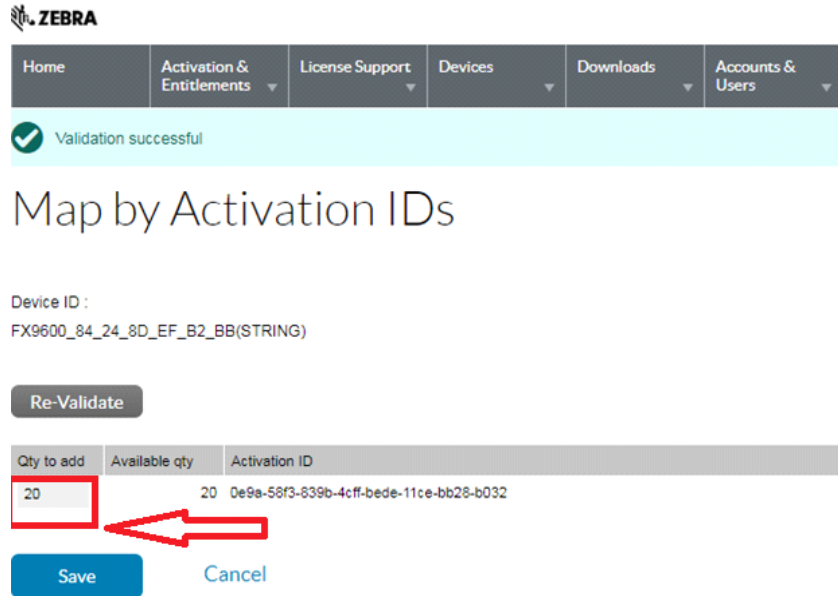 ZEBRA
Home Activation & Entitlements License Support Devices Downloads Accounts & Users
Validation successful
Map by Activation IDs
Device ID :
FX9600_84_24_8D_EF_B2_BB(STRING)
Re-Validate
Qty to add Available qty Activation ID
20 20 0e9a-58f3-839b-4cff-bede-11ce-bb28-b032
Save Cancel